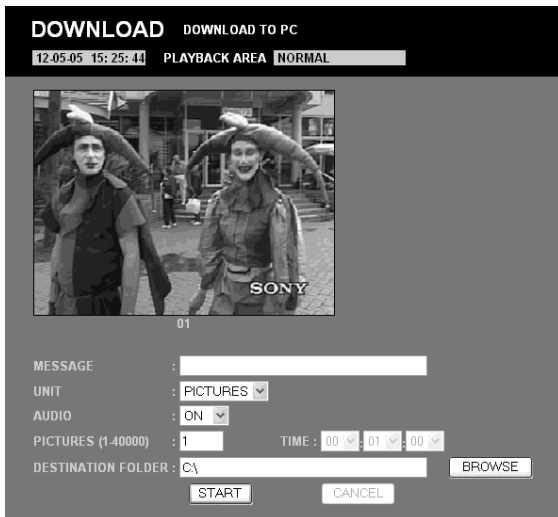 DOWNLOAD DOWNLOAD TO PC
12-05-05 15:25:44 PLAYBACK AREA NORMAL
SONY
01
MESSAGE :
UNIT : PICTURES
AUDIO : ON
PICTURES (1-40000) : 1 TIME : 00 : 01 : 00
DESTINATION FOLDER : C:\ BROWSE
START CANCEL